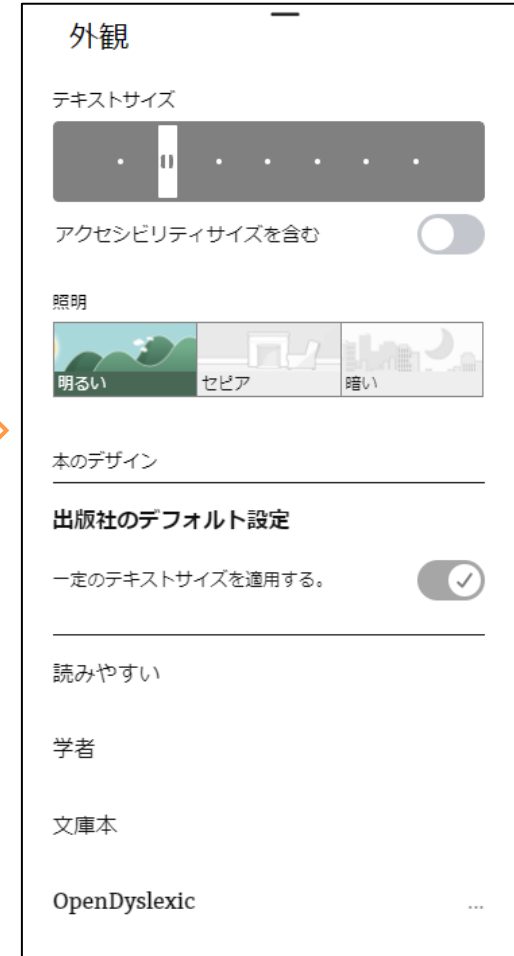 外観
テキストサイズ
アクセシビリティサイズを含む
照明
明るい
セピア
暗い
本のデザイン
出版社のデフォルト設定
一定のテキストサイズを適用する。
読みやすい
学者
文庫本
OpenDyslexic ...